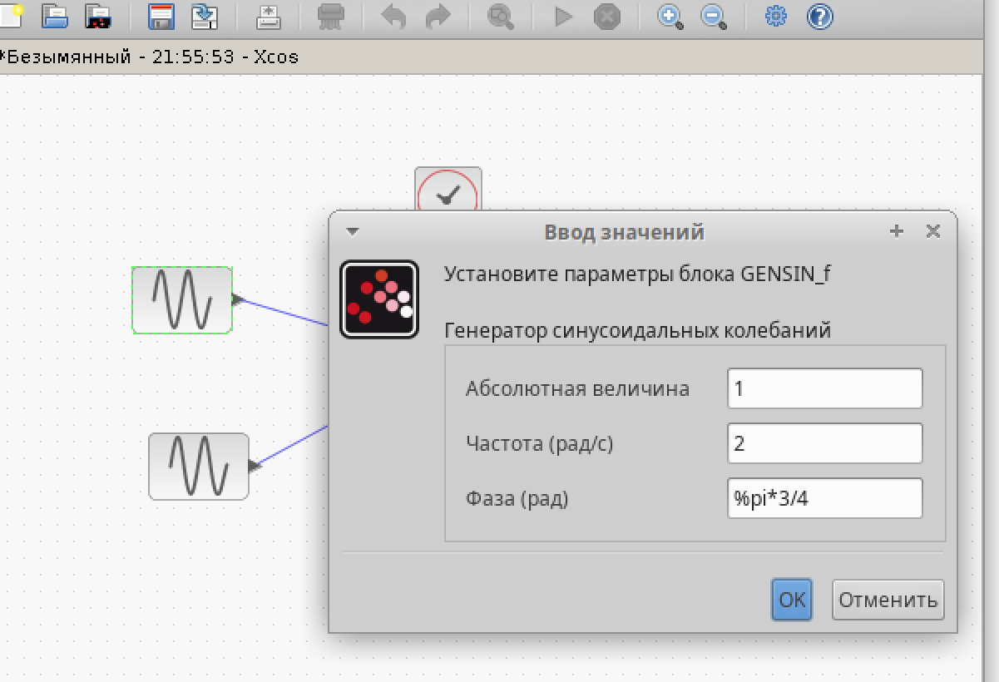 *Безымянный - 21:55:53 - Xcos
Ввод значений
Установите параметры блока GENSIN_f
Генератор синусоидальных колебаний
Абсолютная величина 1
Частота (рад/с) 2
Фаза (рад) %pi*3/4
OK Отменить